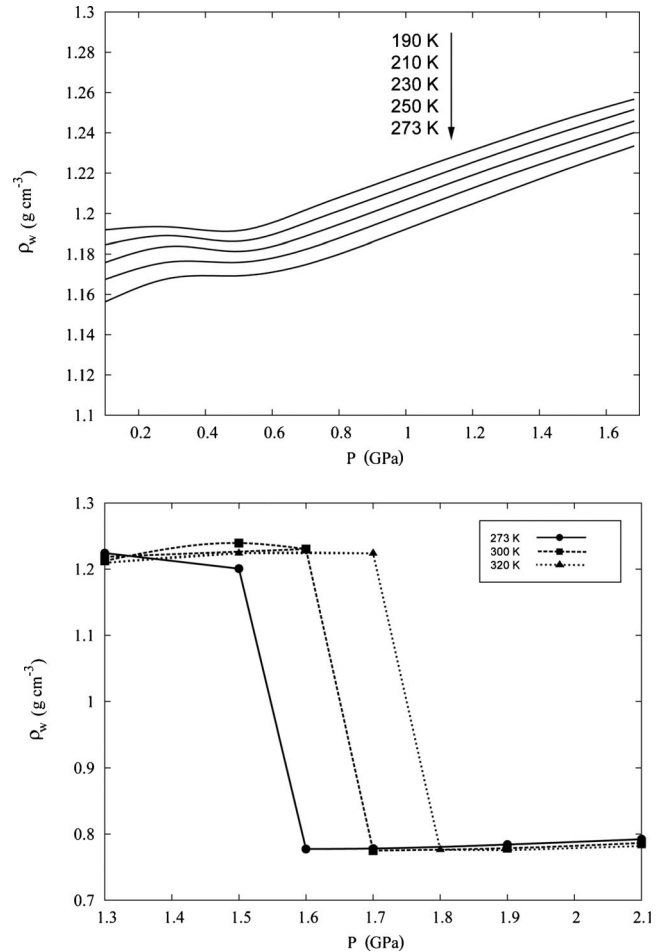 1.3
1.28
1.26
1.24
1.22
1.2
1.18
1.16
1.14
1.12
1.1
ρw (g cm-3)
190 K
210 K
230 K
250 K
273 K
0.2 0.4 0.6 0.8 1 1.2 1.4 1.6
P (GPa)
1.3
1.2
1.1
1
0.9
0.8
0.7
ρw (g cm-3)
273 K
300 K
320 K
1.3 1.4 1.5 1.6 1.7 1.8 1.9 2 2.1
P (GPa)